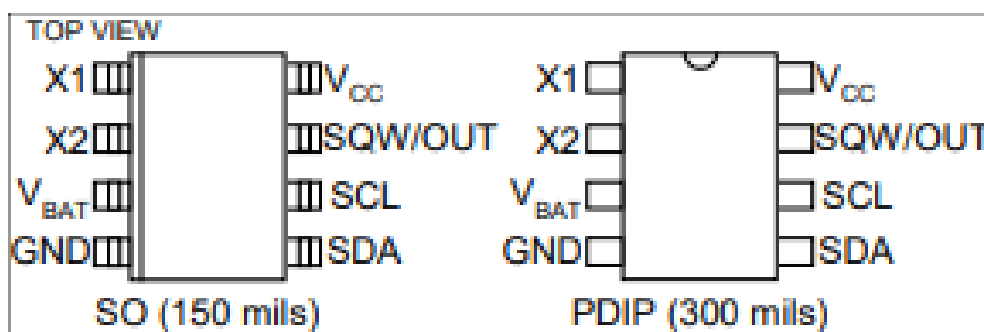 TOP VIEW
X1 VCC X1 VCC
X2 SQW/OUT X2 SQW/OUT
VBAT SCL VBAT SCL
GND SDA GND SDA
SO (150 mils) PDIP (300 mils)